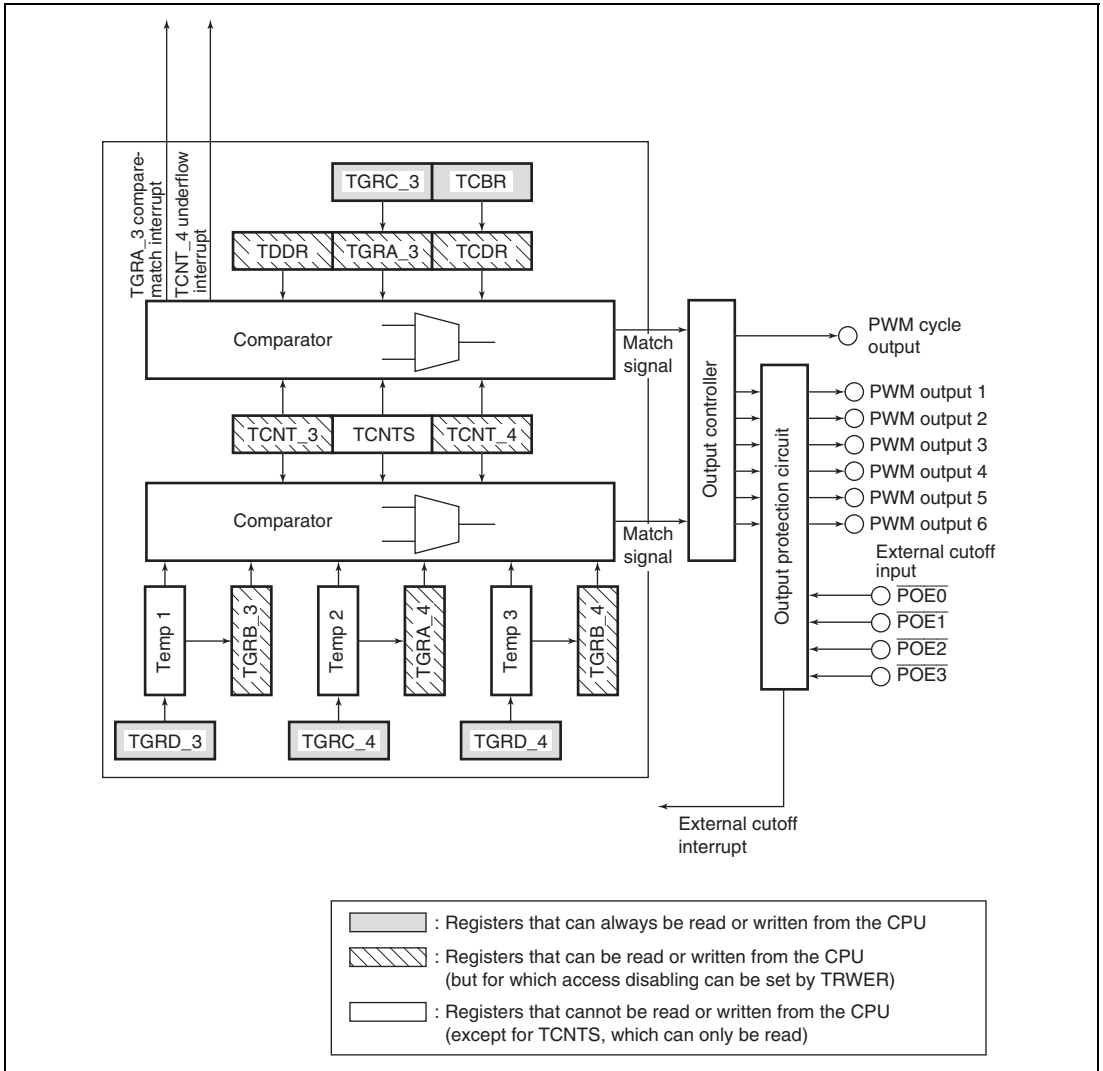 TGRA_3 compare-
match interrupt
TCNT_4 underflow
interrupt
TGRC_3
TCBR
TDDR
TGRA_3
TCDR
Comparator
Match
signal
PWM cycle
output
TCNT_3
TCNTS
TCNT_4
Output controller
Output protection circuit
PWM output 1
PWM output 2
PWM output 3
PWM output 4
PWM output 5
PWM output 6
Comparator
Match
signal
External cutoff
input
POE0
POE1
POE2
POE3
Temp 1
TGRB_3
Temp 2
TGRA_4
Temp 3
TGRB_4
TGRD_3
TGRC_4
TGRD_4
External cutoff
interrupt
: Registers that can always be read or written from the CPU
: Registers that can be read or written from the CPU
(but for which access disabling can be set by TRWER)
: Registers that cannot be read or written from the CPU
(except for TCNTS, which can only be read)